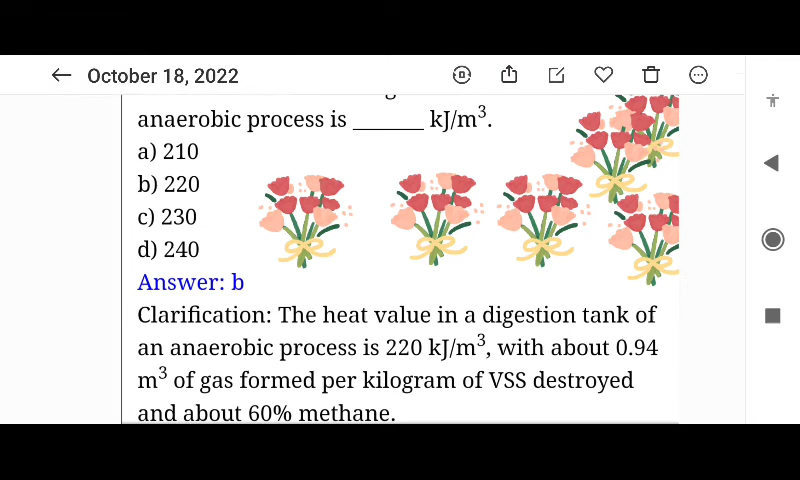 October 18, 2022
anaerobic process is ______ kJ/m³.
a) 210
b) 220
c) 230
d) 240
Answer: b
Clarification: The heat value in a digestion tank of
an anaerobic process is 220 kJ/m³, with about 0.94
m³ of gas formed per kilogram of VSS destroyed
and about 60% methane.